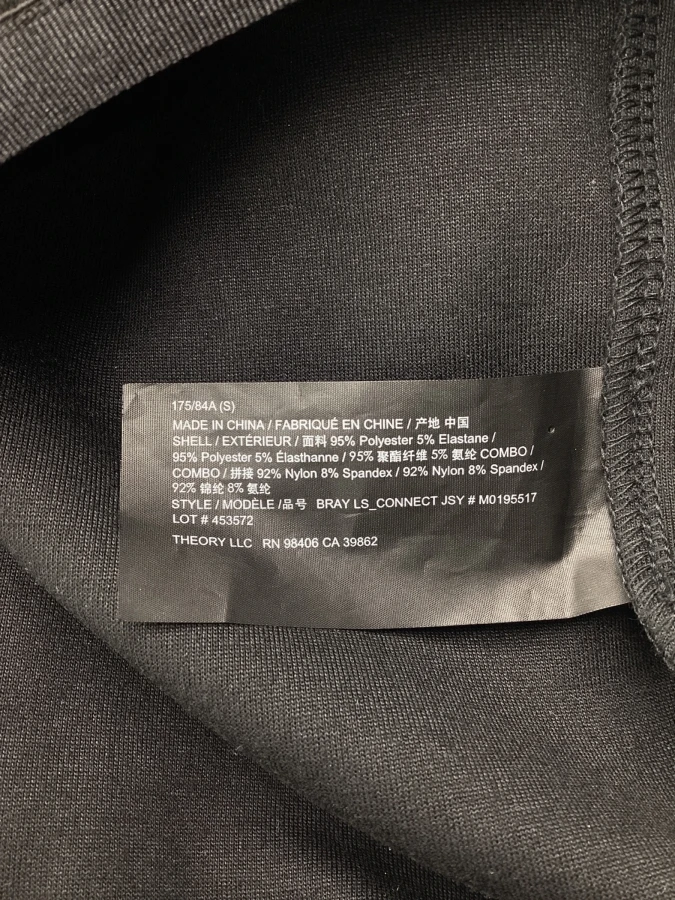 175/84A (S)
MADE IN CHINA / FABRIQUÉ EN CHINE / 产地 中国
SHELL / EXTÉRIEUR / 面料 95% Polyester 5% Elastane /
95% Polyester 5% Élasthanne / 95% 聚酯纤维 5% 氨纶 COMBO /
COMBO / 拼接 92% Nylon 8% Spandex / 92% Nylon 8% Spandex /
92% 锦纶 8% 氨纶
STYLE / MODÈLE /品号 BRAY LS_CONNECT JSY # M0195517
LOT # 453572
THEORY LLC RN 98406 CA 39862